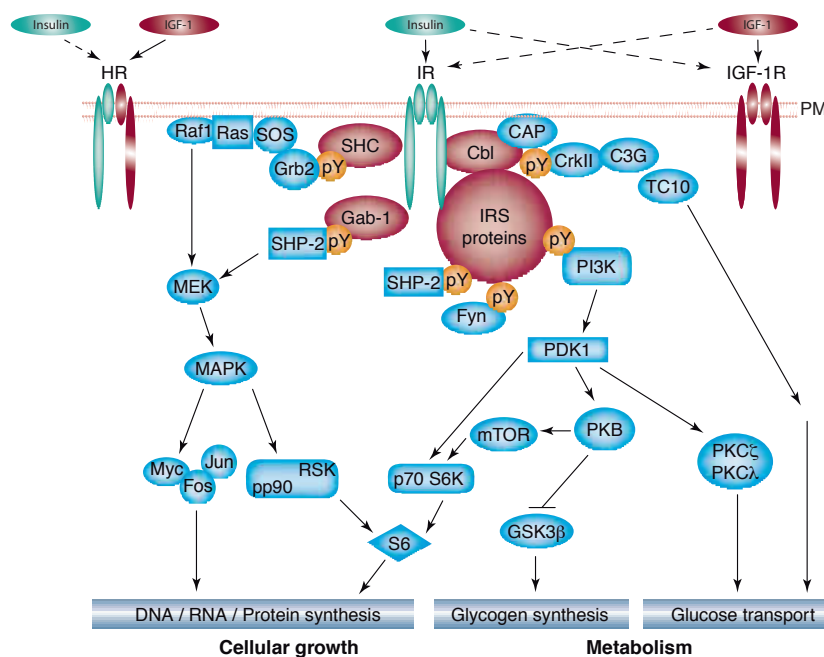 Insulin
IGF-1
Insulin
IGF-1
HR
IR
IGF-1R
PM
Raf1
Ras
SOS
Grb2
pY
SHC
Cbl
CAP
pY
CrkII
C3G
TC10
Gab-1
SHP-2
pY
IRS
proteins
pY
PI3K
SHP-2
pY
pY
Fyn
MEK
PDK1
MAPK
mTOR
PKB
PKCζ
PKCλ
Myc
Fos
Jun
RSK
pp90
p70 S6K
S6
GSK3β
DNA / RNA / Protein synthesis
Glycogen synthesis
Glucose transport
Cellular growth
Metabolism